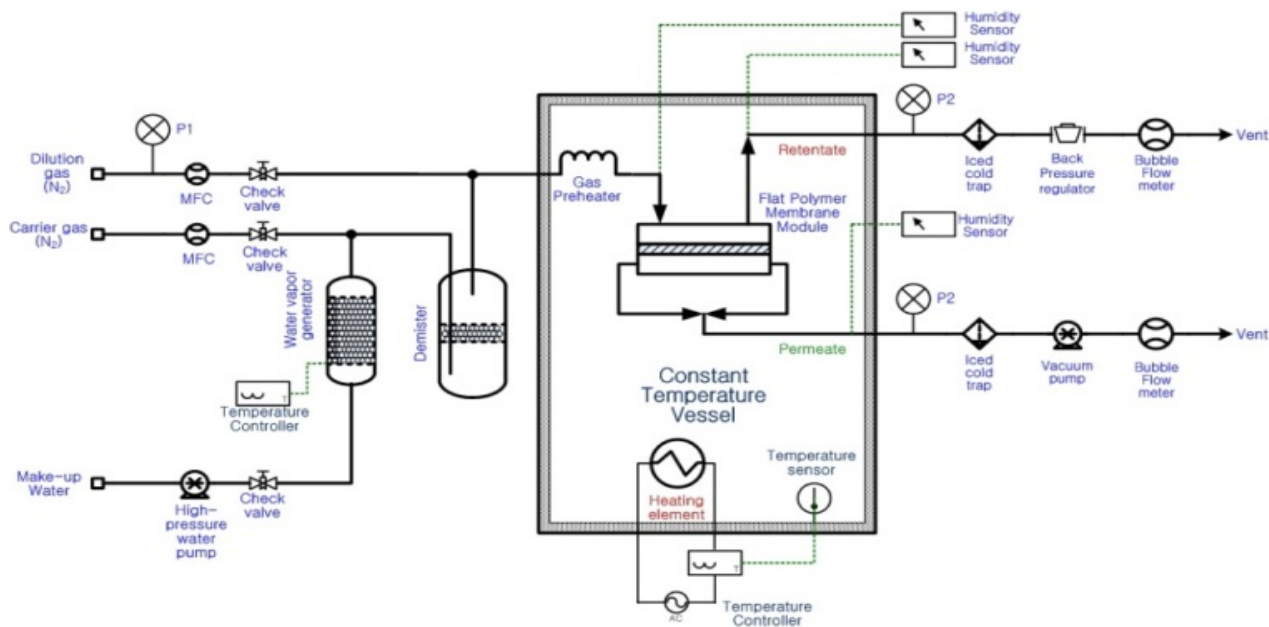 Humidity
Sensor
Humidity
Sensor
P1
P2
Dilution
gas
(N₂)
MFC
Check
valve
Gas
Preheater
Retentate
Iced
cold
trap
Back
Pressure
regulator
Bubble
Flow
meter
Vent
Flat Polymer
Membrane
Module
Carrier gas
(N₂)
MFC
Check
valve
Humidity
Sensor
Water vapor
generator
Demister
P2
Permeate
Iced
cold
trap
Vacuum
pump
Bubble
Flow
meter
Vent
Constant
Temperature
Vessel
T
Temperature
Controller
Make-up
Water
High-
pressure
water
pump
Check
valve
Heating
element
Temperature
sensor
T
AC
Temperature
Controller